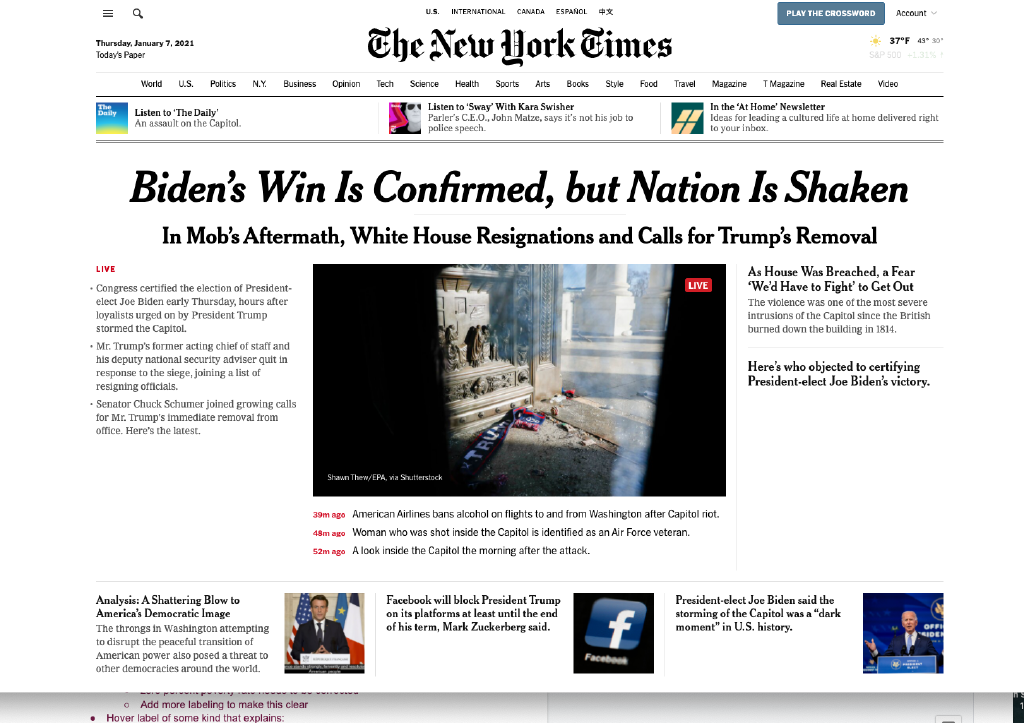 U.S. INTERNATIONAL CANADA ESPAÑOL 中文
PLAY THE CROSSWORD
Account
Thursday, January 7, 2021
Today's Paper
The New York Times
37°F 43° 30°
S&P 500 -1.31% ↑
World U.S. Politics N.Y. Business Opinion Tech Science Health Sports Arts Books Style Food Travel Magazine T Magazine Real Estate Video
The
Daily
Listen to 'The Daily'
An assault on the Capitol.
Listen to 'Sway' With Kara Swisher
Parler's C.E.O., John Matze, says it's not his job to
police speech.
In the 'At Home' Newsletter
Ideas for leading a cultured life at home delivered right
to your inbox.
Biden's Win Is Confirmed, but Nation Is Shaken
In Mob's Aftermath, White House Resignations and Calls for Trump's Removal
LIVE
• Congress certified the election of President-
elect Joe Biden early Thursday, hours after
loyalists urged on by President Trump
stormed the Capitol.
• Mr. Trump's former acting chief of staff and
his deputy national security adviser quit in
response to the siege, joining a list of
resigning officials.
• Senator Chuck Schumer joined growing calls
for Mr. Trump's immediate removal from
office. Here's the latest.
LIVE
TRUM
Shawn Thew/EPA, via Shutterstock
39m ago American Airlines bans alcohol on flights to and from Washington after Capitol riot.
48m ago Woman who was shot inside the Capitol is identified as an Air Force veteran.
52m ago A look inside the Capitol the morning after the attack.
As House Was Breached, a Fear
'We'd Have to Fight' to Get Out
The violence was one of the most severe
intrusions of the Capitol since the British
burned down the building in 1814.
Here's who objected to certifying
President-elect Joe Biden's victory.
Analysis: A Shattering Blow to
America's Democratic Image
The throngs in Washington attempting
to disrupt the peaceful transition of
American power also posed a threat to
other democracies around the world.
Facebook will block President Trump
on its platforms at least until the end
of his term, Mark Zuckerberg said.
Facebook
President-elect Joe Biden said the
storming of the Capitol was a "dark
moment" in U.S. history.
Zero percent poverty rate needs to be corrected
○ Add more labeling to make this clear
● Hover label of some kind that explains: